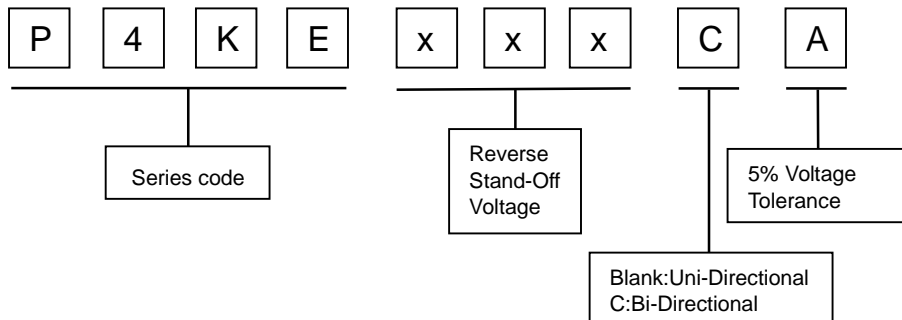 P 4 K E x x x C A
Series code
Reverse
Stand-Off
Voltage
5% Voltage
Tolerance
Blank:Uni-Directional
C:Bi-Directional